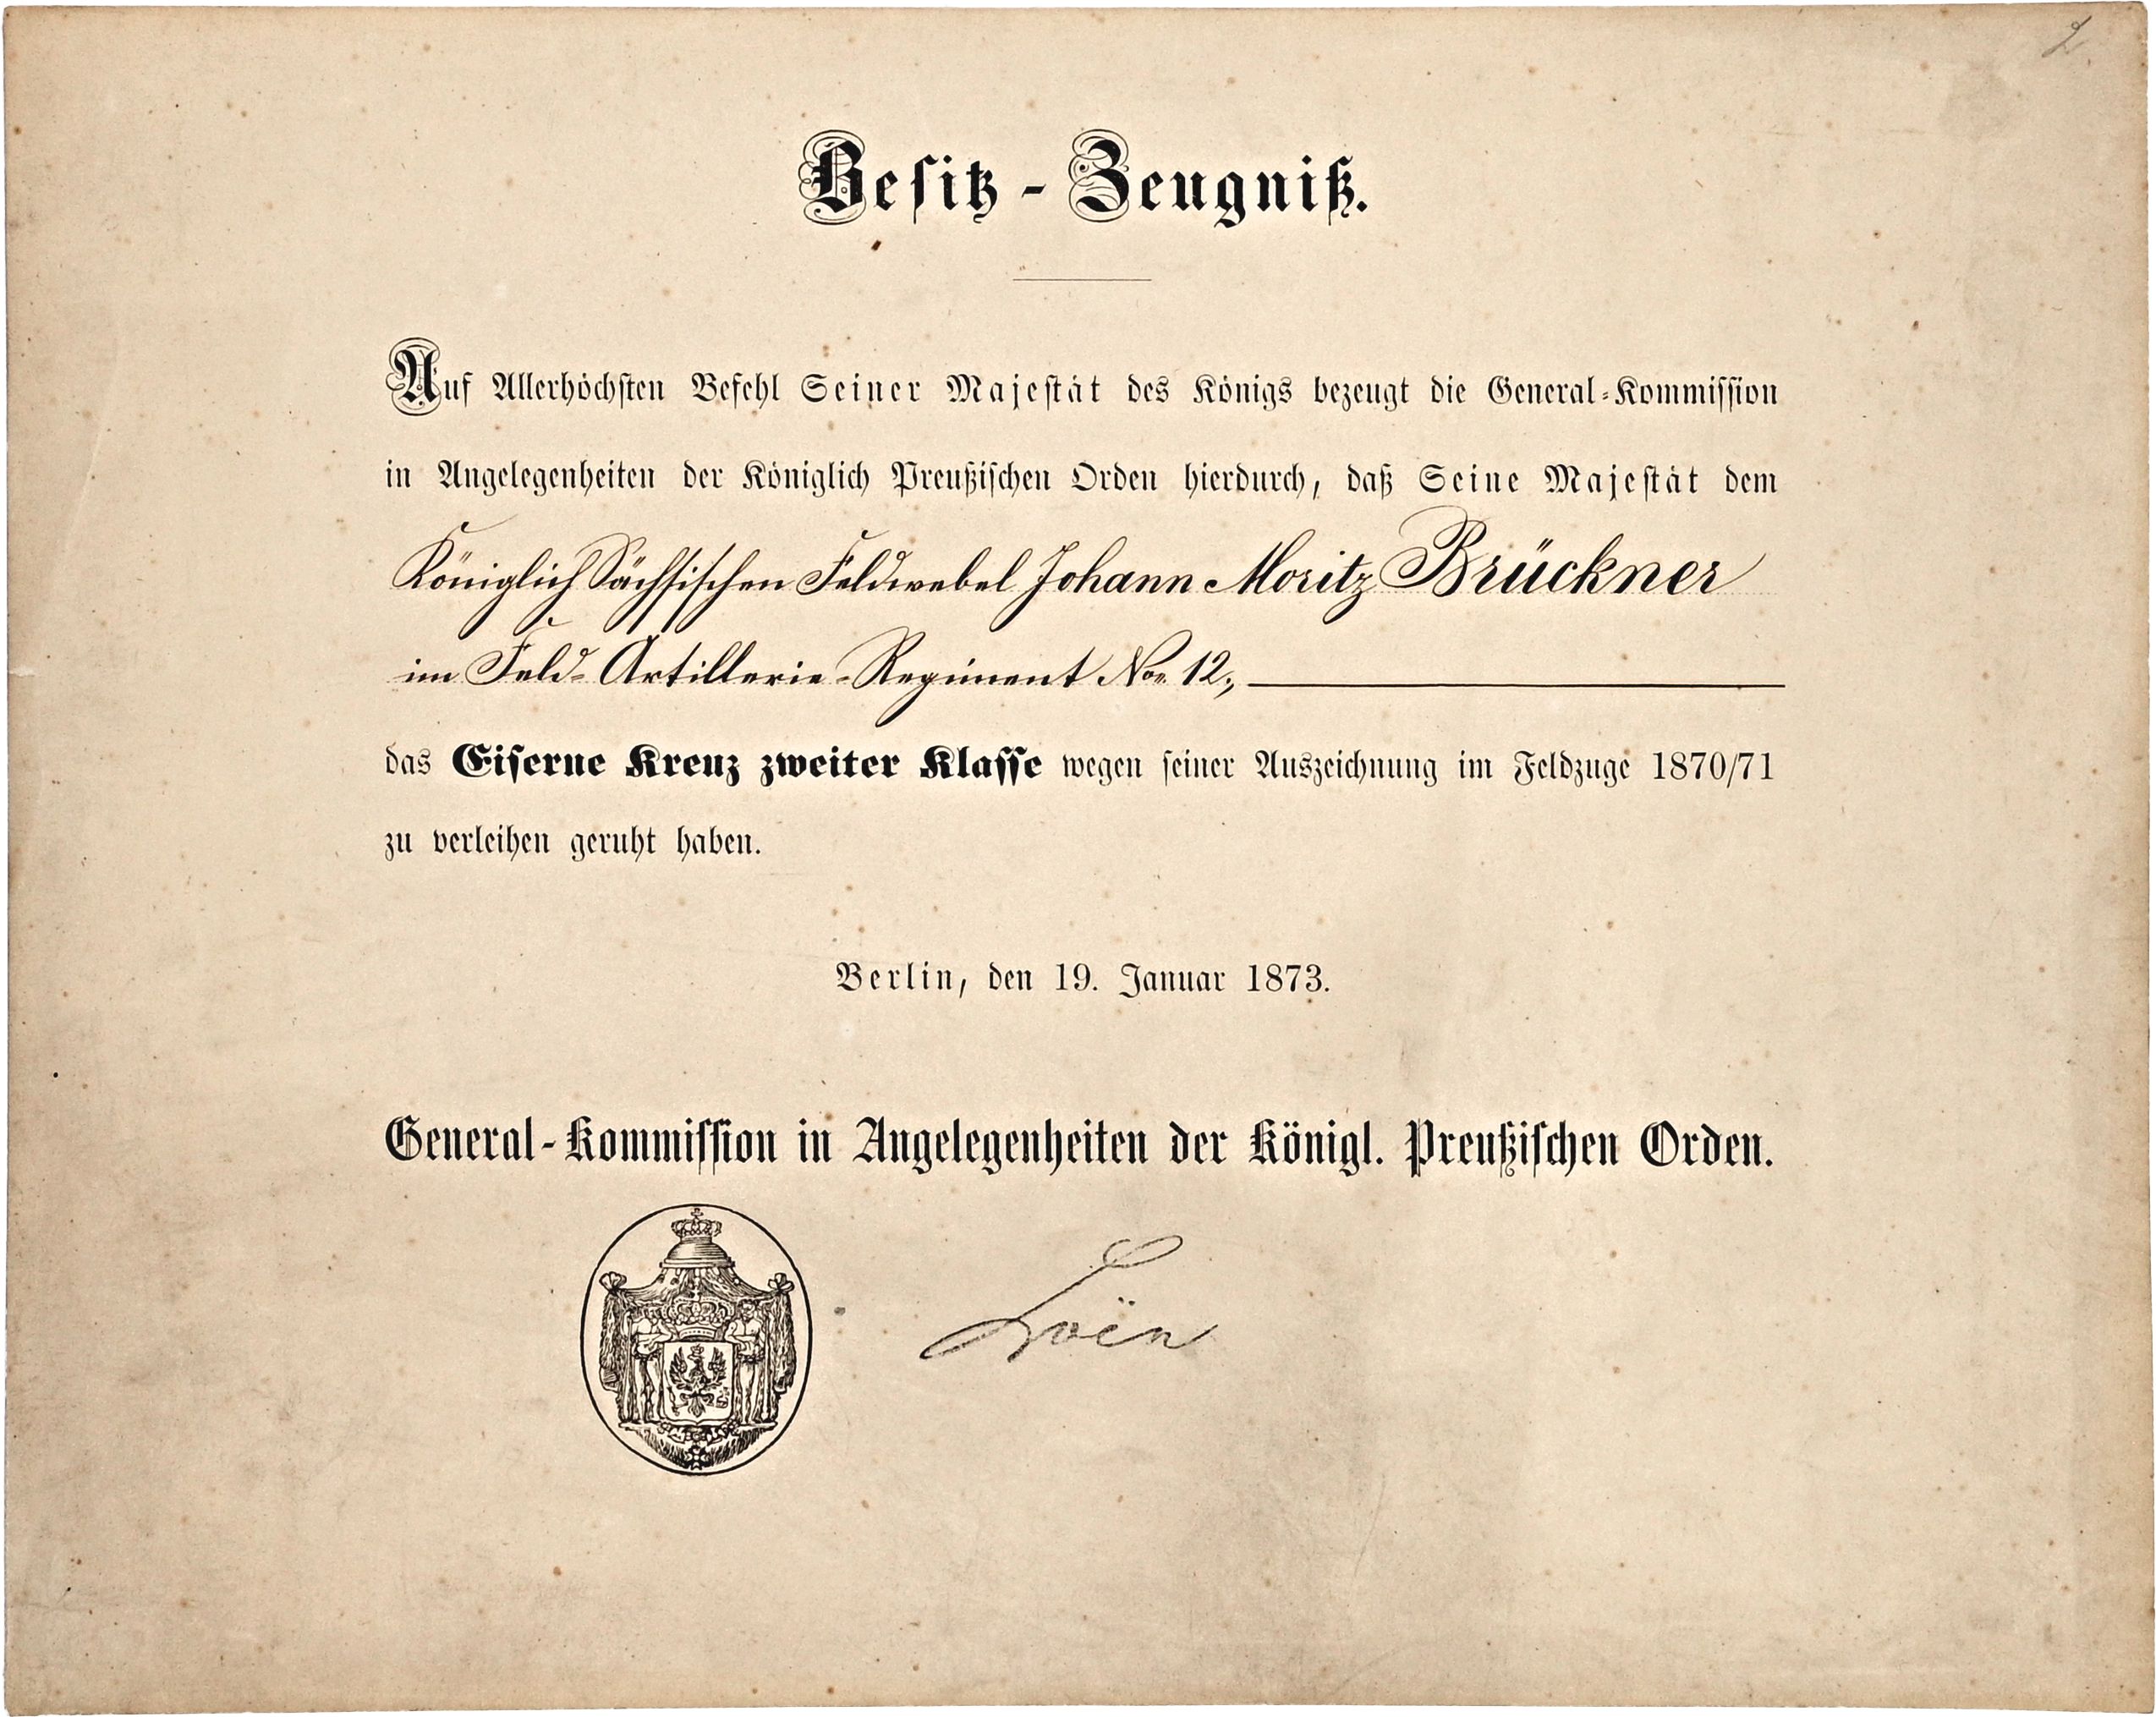 2.
Besitz-Zeugniß.
Auf Allerhöchsten Befehl Seiner Majestät des Königs bezeugt die General-Kommission
in Angelegenheiten der Königlich Preußischen Orden hierdurch, daß Seine Majestät dem
Königlich Sächsischen Feldwebel Johann Moritz Brückner
im Feld-Artillerie-Regiment No. 12,
das Eiserne Kreuz zweiter Klasse wegen seiner Auszeichnung im Feldzuge 1870/71
zu verleihen geruht haben.
Berlin, den 19. Januar 1873.
General-Kommission in Angelegenheiten der Königl. Preußischen Orden.
Loën